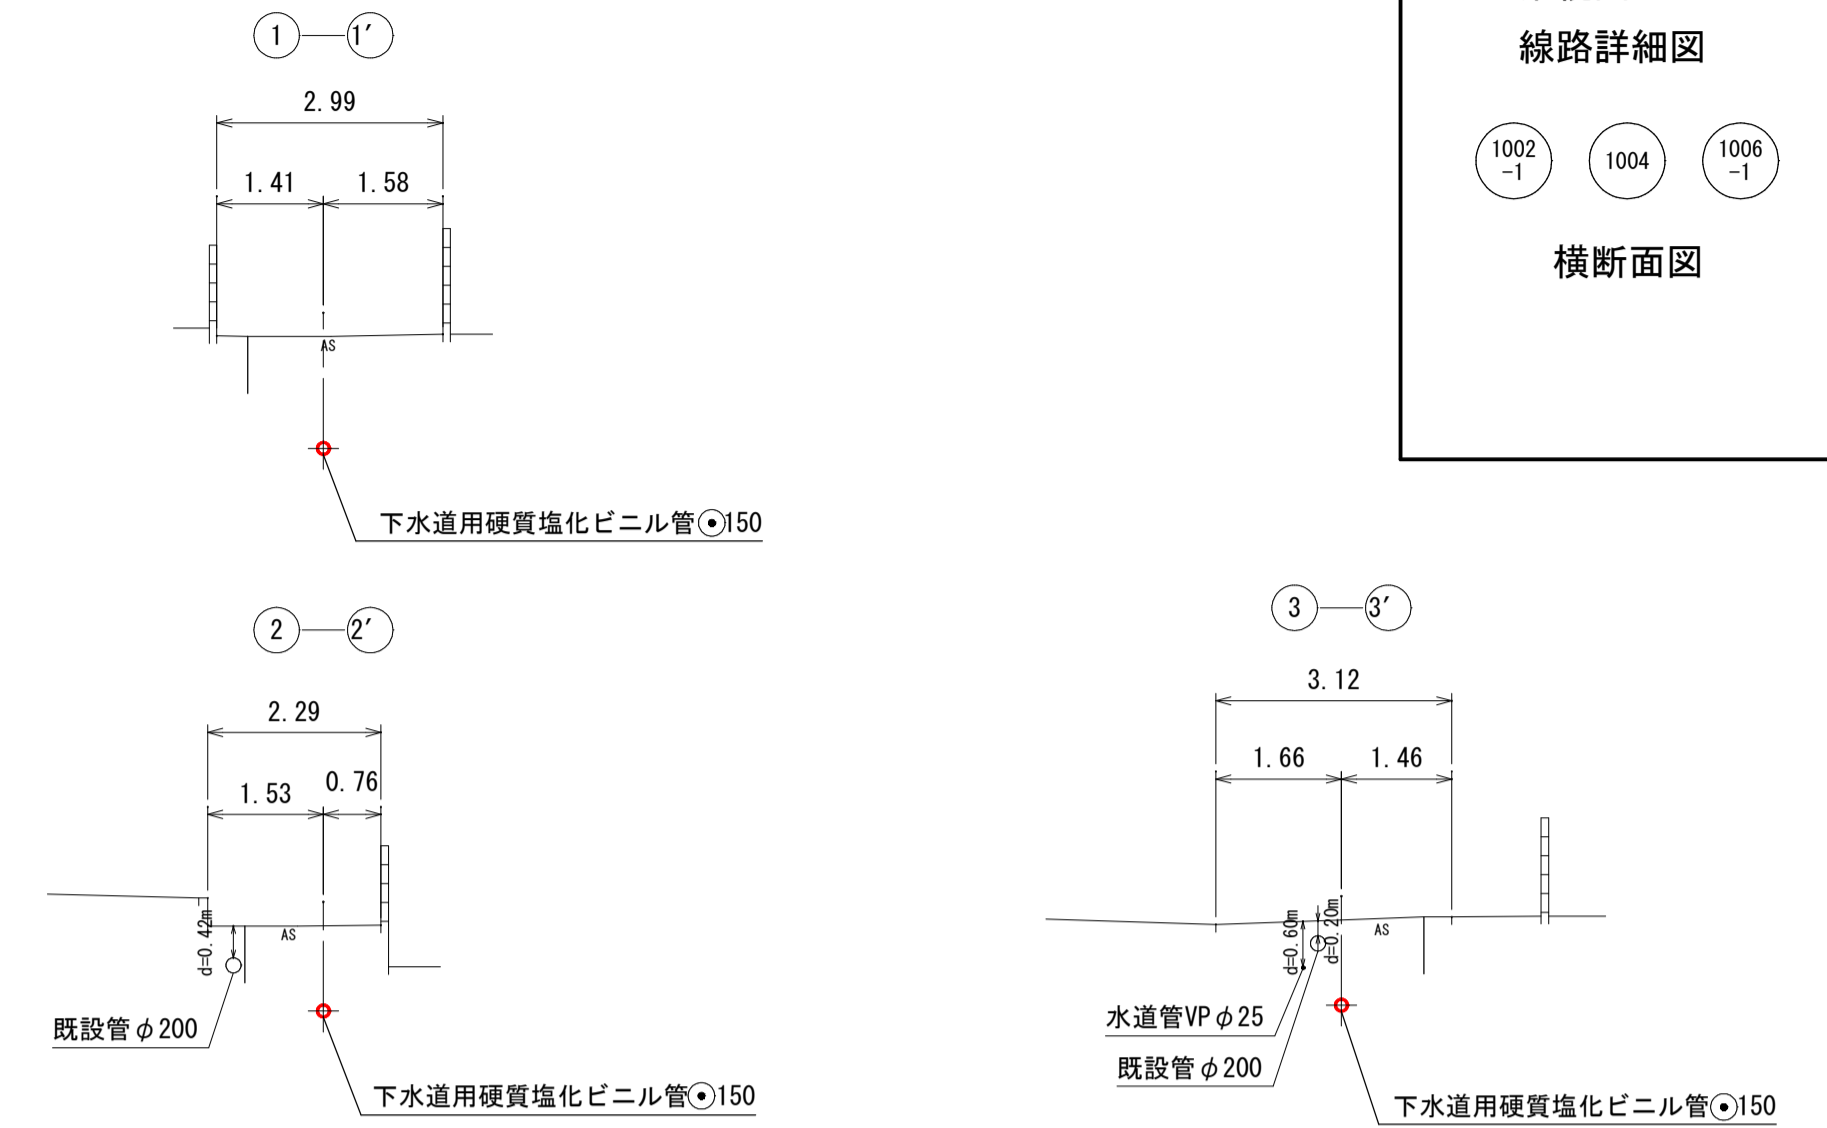 1 1′
2.99
1.41 1.58
AS
下水道用硬質塩化ビニル管⊙150
線路詳細図
1002
-1
1004
1006
-1
横断面図
2 2′
2.29
1.53 0.76
AS
d=0.42m
既設管φ200
下水道用硬質塩化ビニル管⊙150
3 3′
3.12
1.66 1.46
d=0.60m
d=0.20m
AS
水道管VPφ25
既設管φ200
下水道用硬質塩化ビニル管⊙150